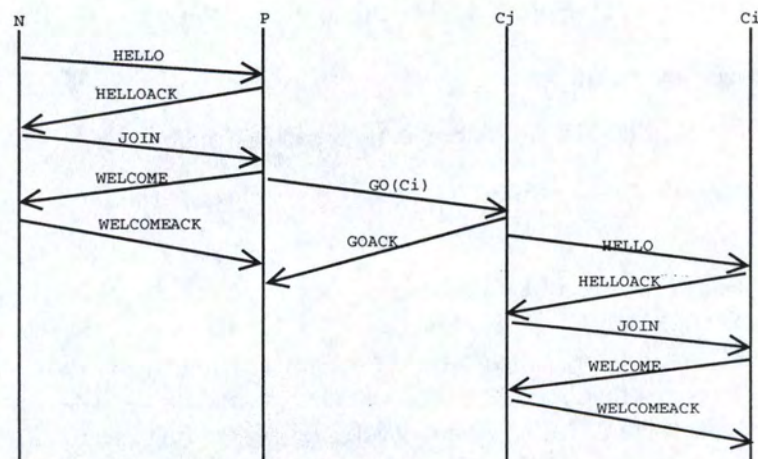 N P Cj Ci
HELLO
HELLOACK
JOIN
WELCOME
GO(Ci)
WELCOMEACK
GOACK
HELLO
HELLOACK
JOIN
WELCOME
WELCOMEACK